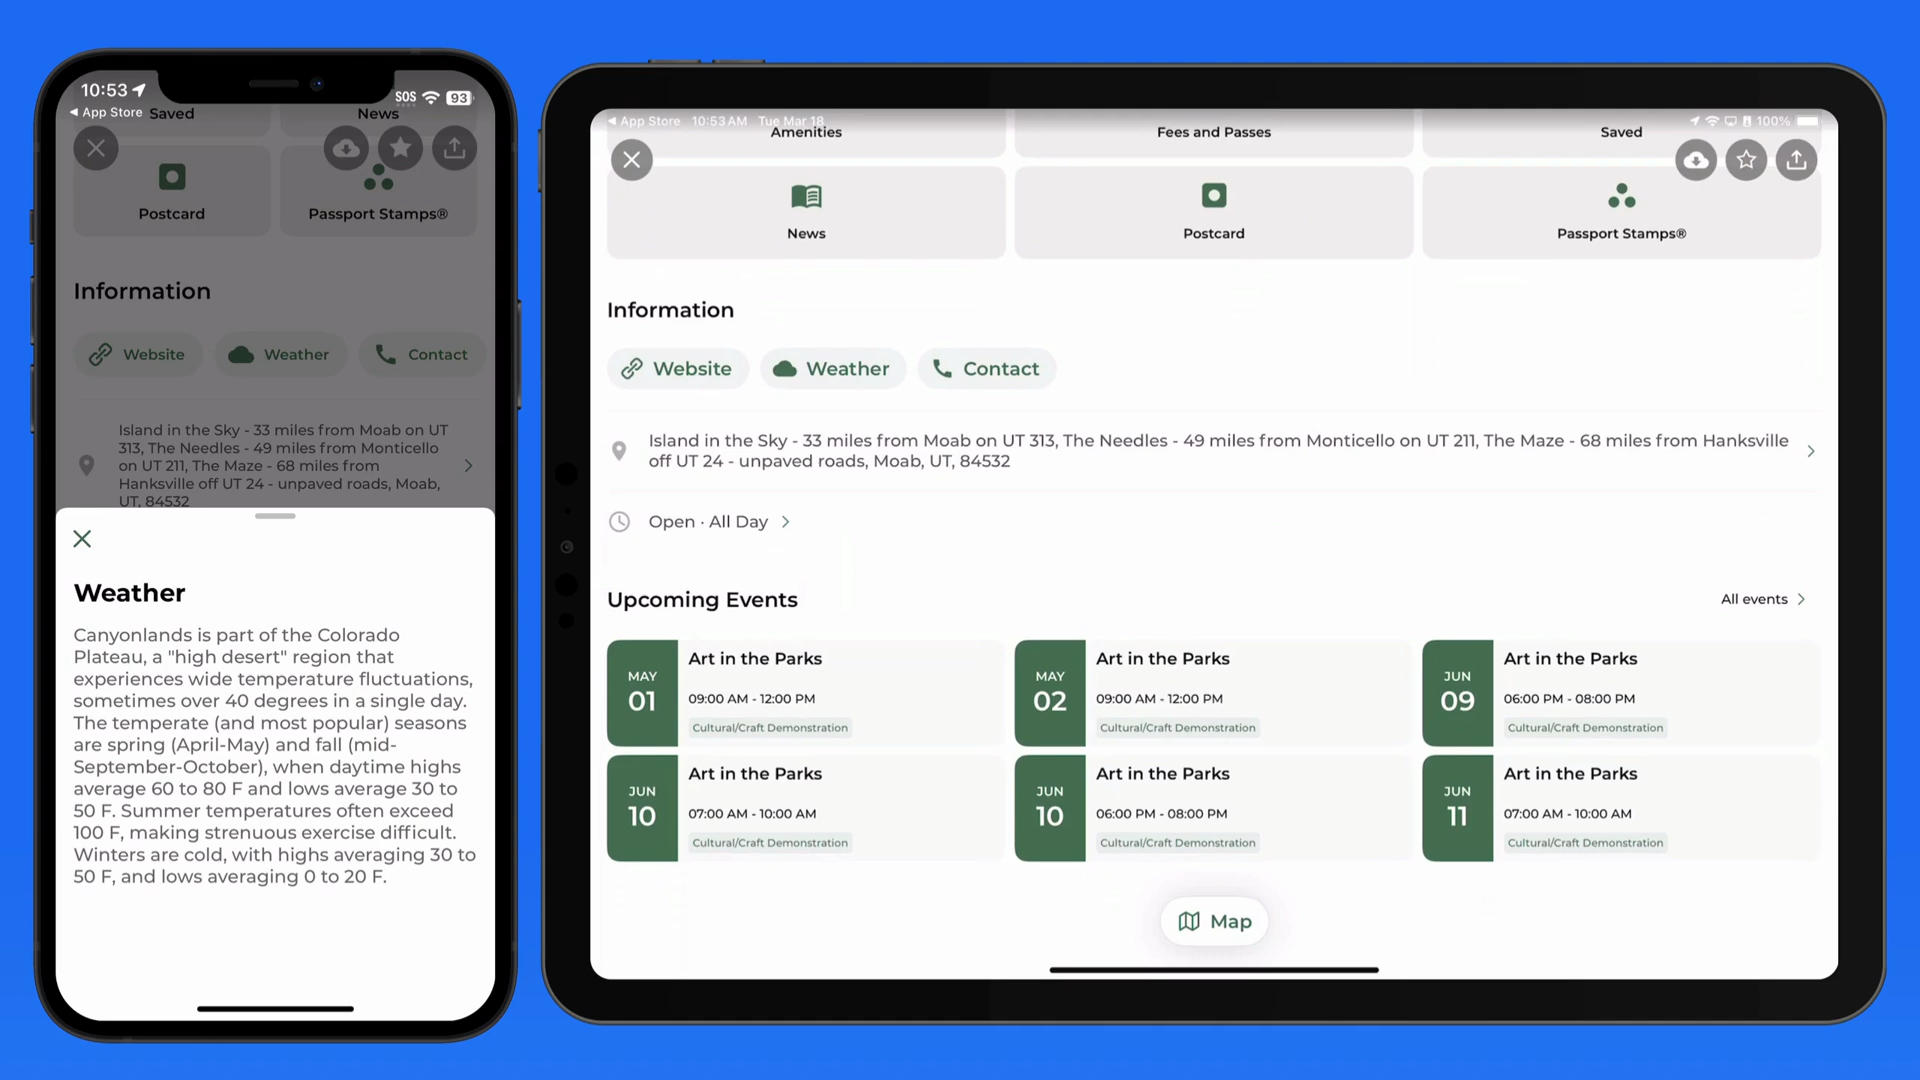 10:53
SOS
93
App Store
Saved
News
Postcard
Passport Stamps®
Information
Website
Weather
Contact
Island in the Sky - 33 miles from Moab on UT
313, The Needles - 49 miles from Monticello
on UT 211, The Maze - 68 miles from
Hanksville off UT 24 - unpaved roads, Moab,
UT, 84532
Weather
Canyonlands is part of the Colorado
Plateau, a "high desert" region that
experiences wide temperature fluctuations,
sometimes over 40 degrees in a single day.
The temperate (and most popular) seasons
are spring (April-May) and fall (mid-
September-October), when daytime highs
average 60 to 80 F and lows average 30 to
50 F. Summer temperatures often exceed
100 F, making strenuous exercise difficult.
Winters are cold, with highs averaging 30 to
50 F, and lows averaging 0 to 20 F.
App Store 10:53 AM Tue Mar 18
100%
Amenities
Fees and Passes
Saved
News
Postcard
Passport Stamps®
Information
Website
Weather
Contact
Island in the Sky - 33 miles from Moab on UT 313, The Needles - 49 miles from Monticello on UT 211, The Maze - 68 miles from Hanksville
off UT 24 - unpaved roads, Moab, UT, 84532
Open · All Day
Upcoming Events
All events
MAY
01
Art in the Parks
09:00 AM - 12:00 PM
Cultural/Craft Demonstration
MAY
02
Art in the Parks
09:00 AM - 12:00 PM
Cultural/Craft Demonstration
JUN
09
Art in the Parks
06:00 PM - 08:00 PM
Cultural/Craft Demonstration
JUN
10
Art in the Parks
07:00 AM - 10:00 AM
Cultural/Craft Demonstration
JUN
10
Art in the Parks
06:00 PM - 08:00 PM
Cultural/Craft Demonstration
JUN
11
Art in the Parks
07:00 AM - 10:00 AM
Cultural/Craft Demonstration
Map